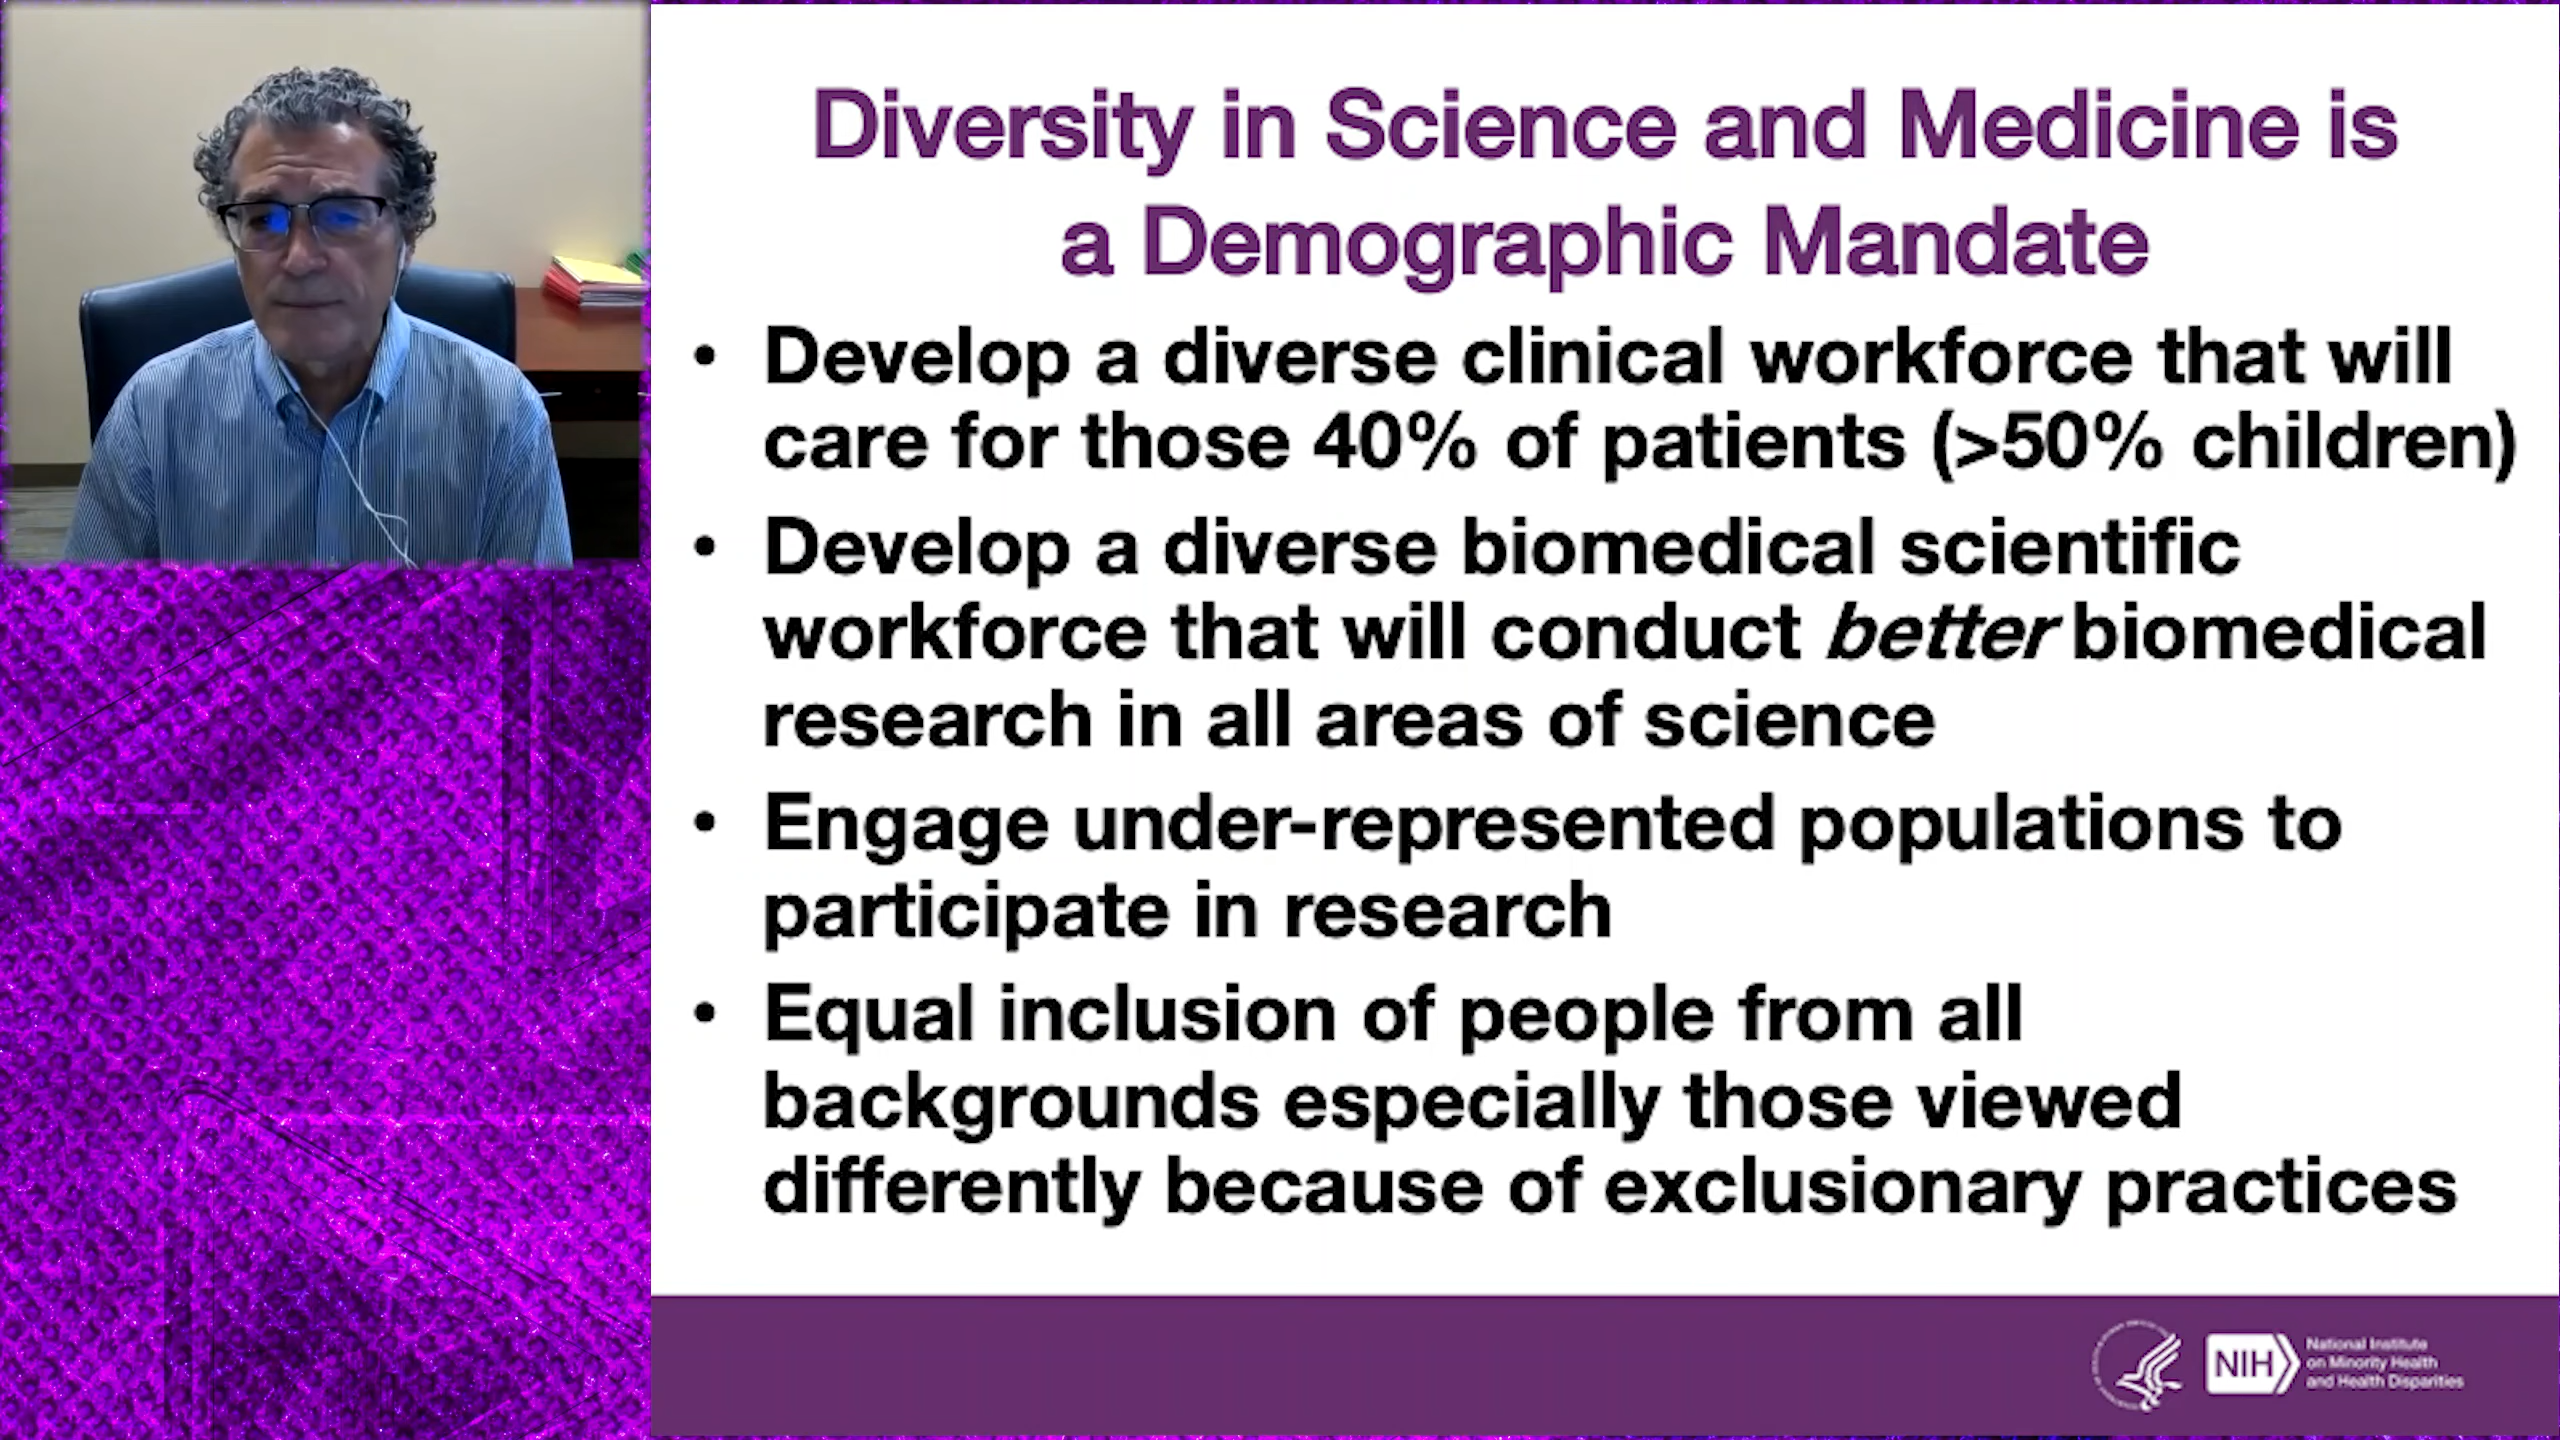 Diversity in Science and Medicine is
a Demographic Mandate
• Develop a diverse clinical workforce that will
care for those 40% of patients (>50% children)
• Develop a diverse biomedical scientific
workforce that will conduct better biomedical
research in all areas of science
• Engage under-represented populations to
participate in research
• Equal inclusion of people from all
backgrounds especially those viewed
differently because of exclusionary practices
NIH
National Institute
on Minority Health
and Health Disparities